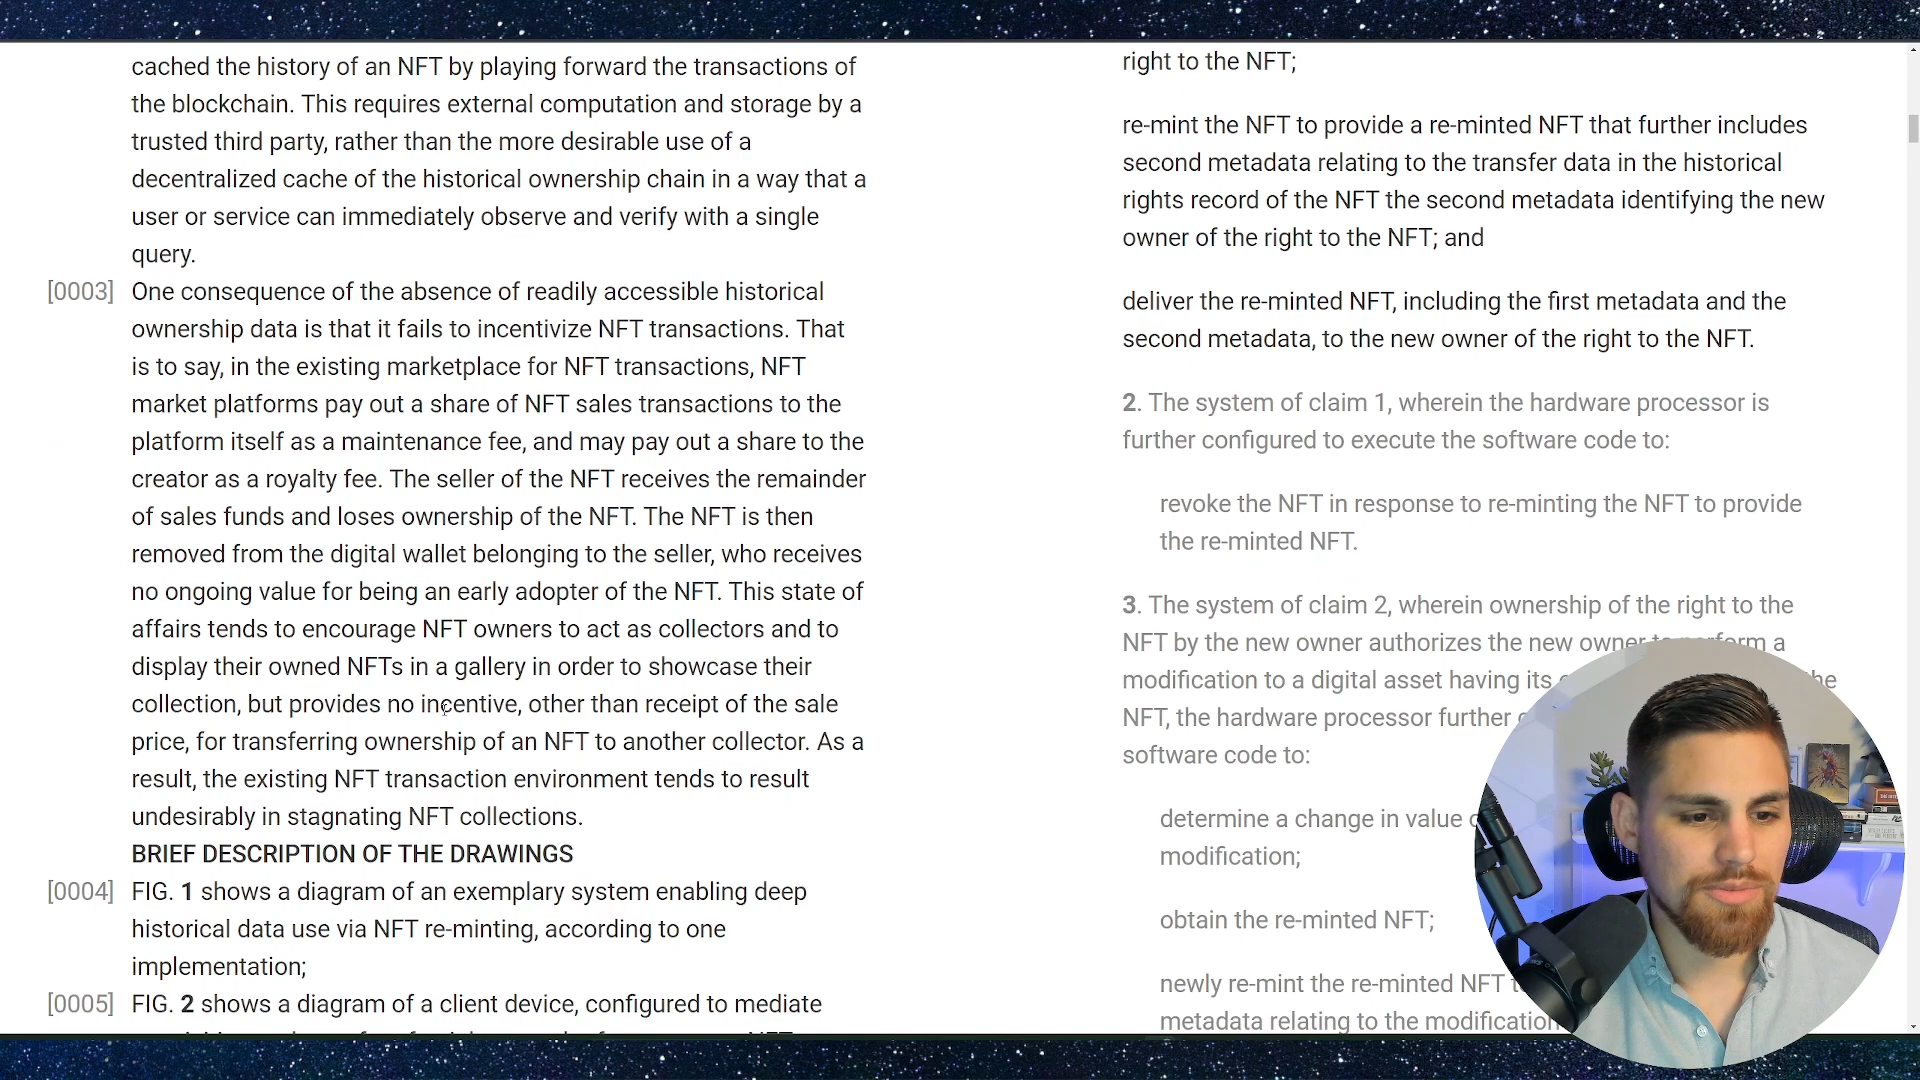 cached the history of an NFT by playing forward the transactions of
the blockchain. This requires external computation and storage by a
trusted third party, rather than the more desirable use of a
decentralized cache of the historical ownership chain in a way that a
user or service can immediately observe and verify with a single
query.
[0003] One consequence of the absence of readily accessible historical
ownership data is that it fails to incentivize NFT transactions. That
is to say, in the existing marketplace for NFT transactions, NFT
market platforms pay out a share of NFT sales transactions to the
platform itself as a maintenance fee, and may pay out a share to the
creator as a royalty fee. The seller of the NFT receives the remainder
of sales funds and loses ownership of the NFT. The NFT is then
removed from the digital wallet belonging to the seller, who receives
no ongoing value for being an early adopter of the NFT. This state of
affairs tends to encourage NFT owners to act as collectors and to
display their owned NFTs in a gallery in order to showcase their
collection, but provides no incentive, other than receipt of the sale
price, for transferring ownership of an NFT to another collector. As a
result, the existing NFT transaction environment tends to result
undesirably in stagnating NFT collections.
BRIEF DESCRIPTION OF THE DRAWINGS
[0004] FIG. 1 shows a diagram of an exemplary system enabling deep
historical data use via NFT re-minting, according to one
implementation;
[0005] FIG. 2 shows a diagram of a client device, configured to mediate
right to the NFT;
re-mint the NFT to provide a re-minted NFT that further includes
second metadata relating to the transfer data in the historical
rights record of the NFT the second metadata identifying the new
owner of the right to the NFT; and
deliver the re-minted NFT, including the first metadata and the
second metadata, to the new owner of the right to the NFT.
2. The system of claim 1, wherein the hardware processor is
further configured to execute the software code to:
revoke the NFT in response to re-minting the NFT to provide
the re-minted NFT.
3. The system of claim 2, wherein ownership of the right to the
NFT by the new owner authorizes the new owner to perform a
modification to a digital asset having its
NFT, the hardware processor further
software code to:
determine a change in value
modification;
obtain the re-minted NFT;
newly re-mint the re-minted NFT
metadata relating to the modification